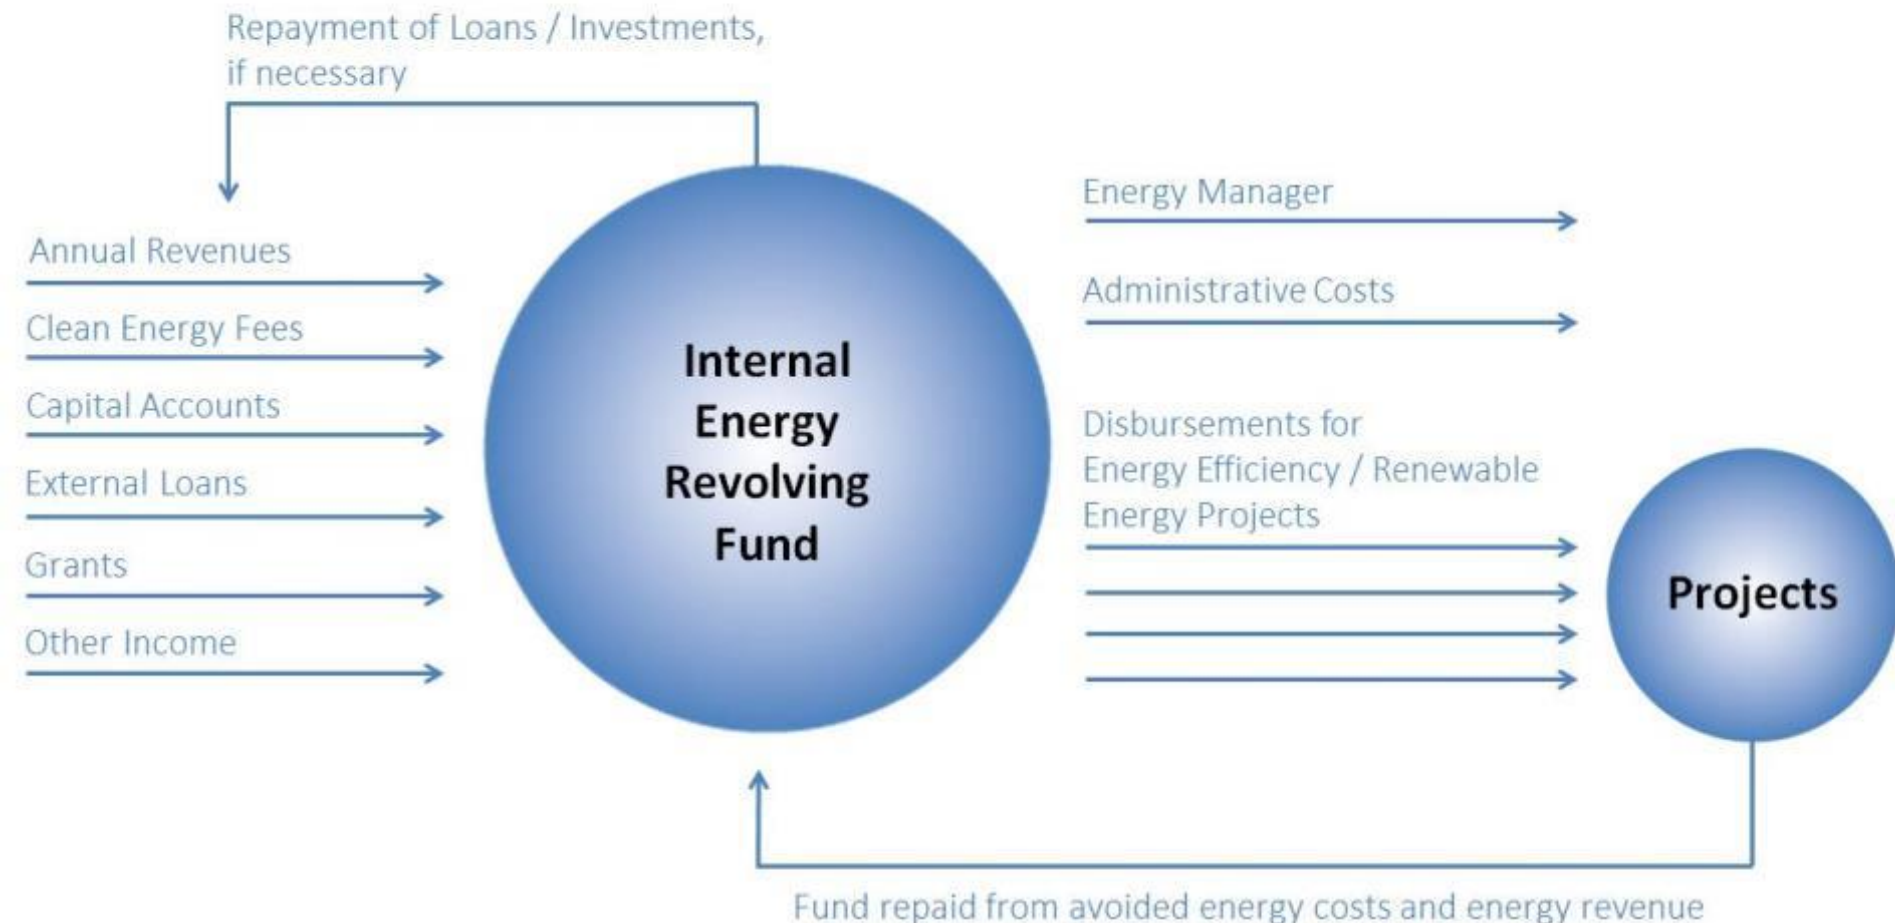 Repayment of Loans / Investments,
if necessary
Annual Revenues
Clean Energy Fees
Capital Accounts
External Loans
Grants
Other Income
Internal
Energy
Revolving
Fund
Energy Manager
Administrative Costs
Disbursements for
Energy Efficiency / Renewable
Energy Projects
Projects
Fund repaid from avoided energy costs and energy revenue